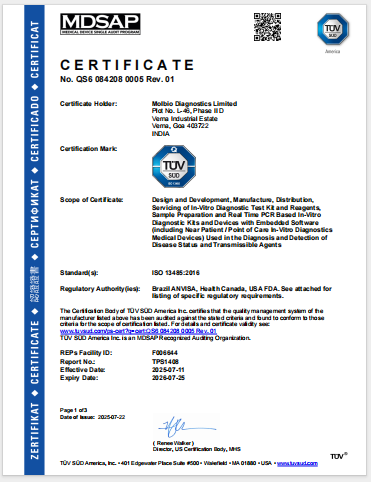 MDSAP
MEDICAL DEVICE SINGLE AUDIT PROGRAM
TÜV
SÜD
America
CERTIFICATE
No. QS6 084208 0005 Rev. 01
Certificate Holder: Molbio Diagnostics Limited
Plot No. L-46, Phase II D
Verna Industrial Estate
Verna, Goa 403722
INDIA
Certification Mark:
TÜV
SÜD
Scope of Certificate: Design and Development, Manufacture, Distribution,
Servicing of In-Vitro Diagnostic Test Kit and Reagents,
Sample Preparation and Real Time PCR Based In-Vitro
Diagnostic Kits and Devices with Embedded Software
(including Near Patient / Point of Care In-Vitro Diagnostics
Medical Devices) Used in the Diagnosis and Detection of
Disease Status and Transmissible Agents
Standard(s): ISO 13485:2016
Regulatory Authority(ies): Brazil ANVISA, Health Canada, USA FDA. See attached for
listing of specific regulatory requirements.
The Certification Body of TÜV SÜD America Inc. certifies that the quality management system of the
manufacturer listed above has been audited against the stated criteria and found to conform to those
criteria for the scope of certification listed. For details and certificate validity see:
www.tuvsud.com/ps-cert?q=cert:QS6 084208 0005 Rev. 01
TÜV SÜD America Inc. is an MDSAP Recognized Auditing Organization.
REPs Facility ID: F006644
Report No.: TPS1408
Effective Date: 2025-07-11
Expiry Date: 2026-07-25
Page 1 of 3
Date of Issue: 2025-07-22
( Renee Walker )
Director, US Certification Body, MHS
TÜV SÜD America, Inc. • 401 Edgewater Place Suite #500 • Wakefield • MA 01880 • USA • www.tuvsud.com
TÜV®
ZERTIFIKAT ◆ CERTIFICATE ◆ 認證證書 ◆ СЕРТИФИКАТ ◆ CERTIFICADO ◆ CERTIFICAT